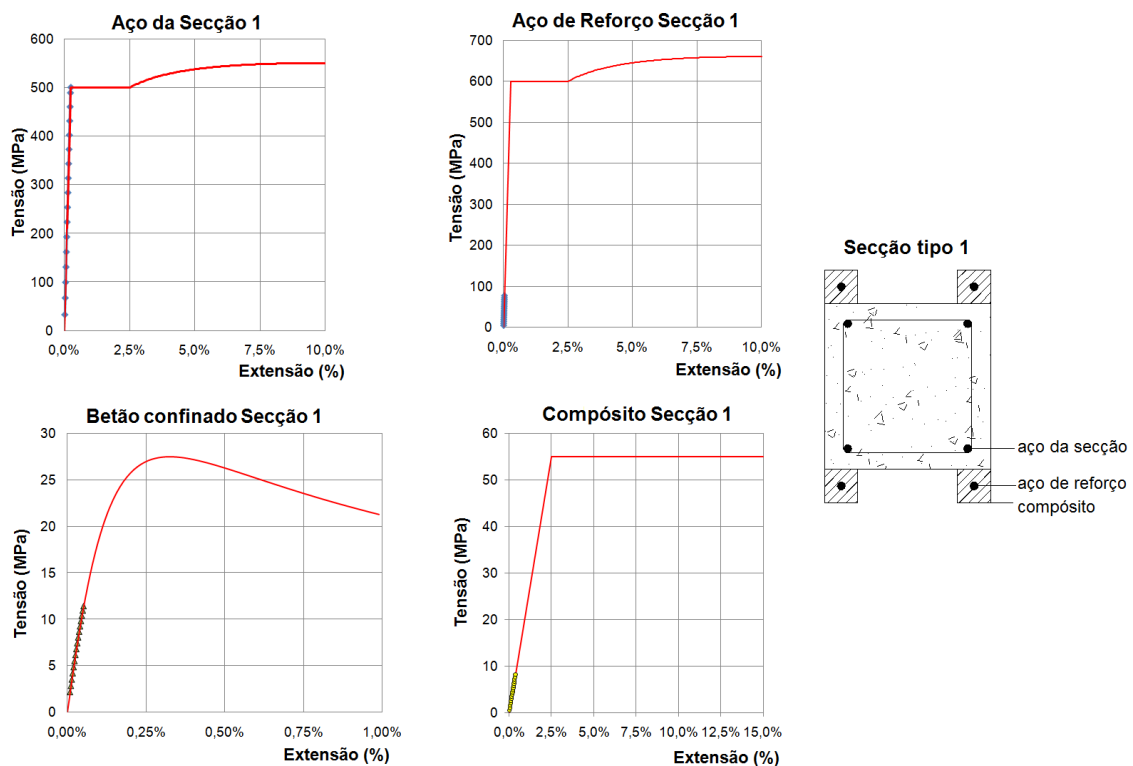 Aço da Secção 1
600
500
400
300
200
100
0
Tensão (MPa)
0,0% 2,5% 5,0% 7,5% 10,0%
Extensão (%)
Aço de Reforço Secção 1
700
600
500
400
300
200
100
0
Tensão (MPa)
0,0% 2,5% 5,0% 7,5% 10,0%
Extensão (%)
Betão confinado Secção 1
30
25
20
15
10
5
0
Tensão (MPa)
0,00% 0,25% 0,50% 0,75% 1,00%
Extensão (%)
Compósito Secção 1
60
50
40
30
20
10
0
Tensão (MPa)
0,0% 2,5% 5,0% 7,5% 10,0% 12,5% 15,0%
Extensão (%)
Secção tipo 1
aço da secção
aço de reforço
compósito